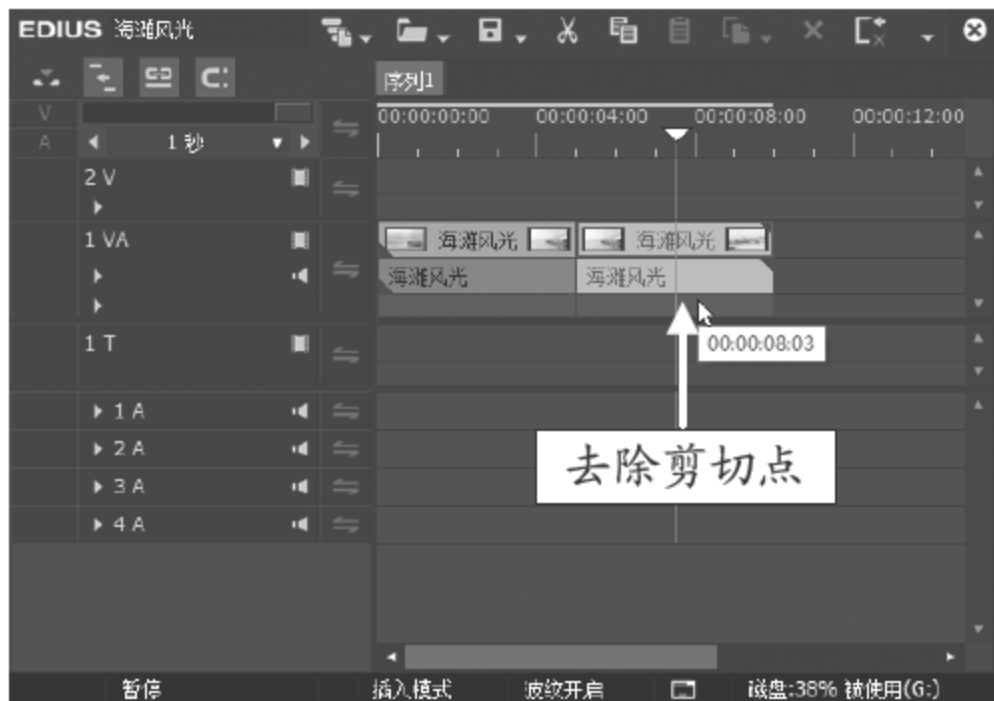 EDIUS 海滩风光
序列1
V
A
1 秒
00:00:00:00 00:00:04:00 00:00:08:00 00:00:12:00
2 V
1 VA
海滩风光 海滩风光
海滩风光 海滩风光
1 T
00:00:08:03
1 A
2 A
3 A
4 A
去除剪切点
暂停 插入模式 波纹开启 磁盘:38% 被使用(G:)